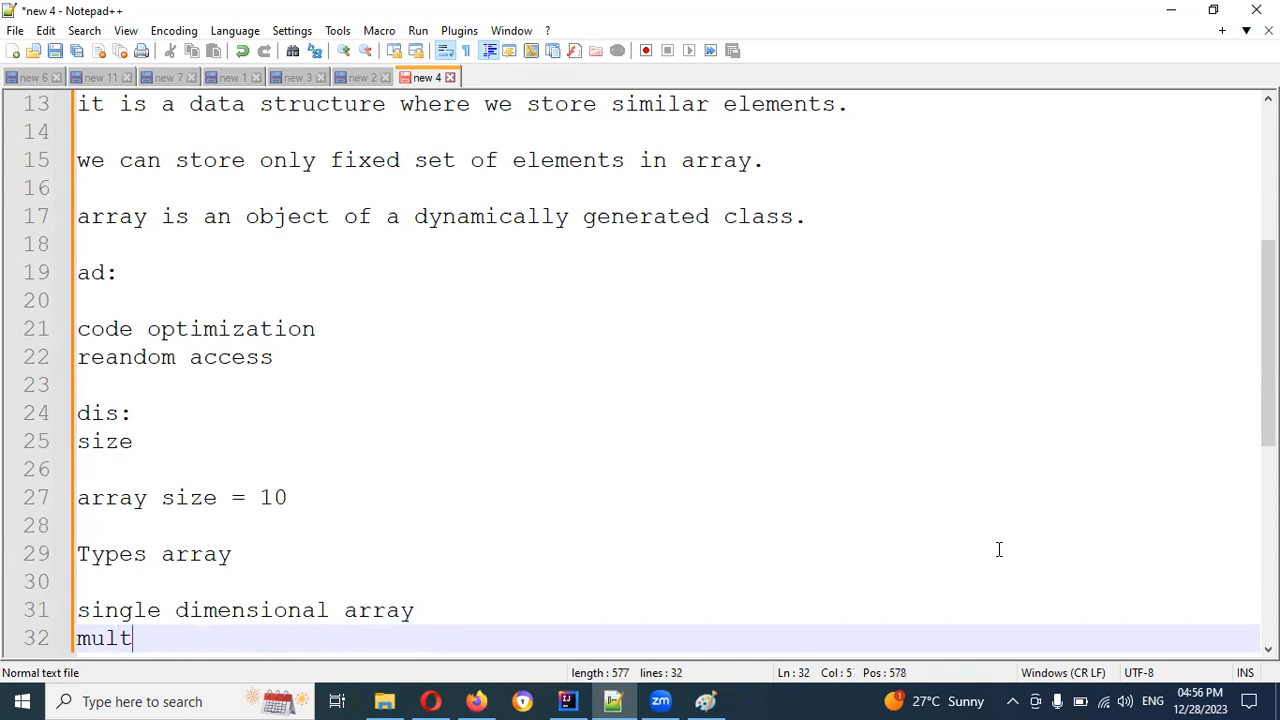 *new 4 - Notepad++
File Edit Search View Encoding Language Settings Tools Macro Run Plugins Window ?
new 6 new 11 new 7 new 1 new 3 new 2 new 4
13 it is a data structure where we store similar elements.
14
15 we can store only fixed set of elements in array.
16
17 array is an object of a dynamically generated class.
18
19 ad:
20
21 code optimization
22 reandom access
23
24 dis:
25 size
26
27 array size = 10
28
29 Types array
30
31 single dimensional array
32 mult
Normal text file length : 577 lines : 32 Ln : 32 Col : 5 Pos : 578 Windows (CR LF) UTF-8 INS
Type here to search zm 1 27°C Sunny ENG 04:56 PM
12/28/2023